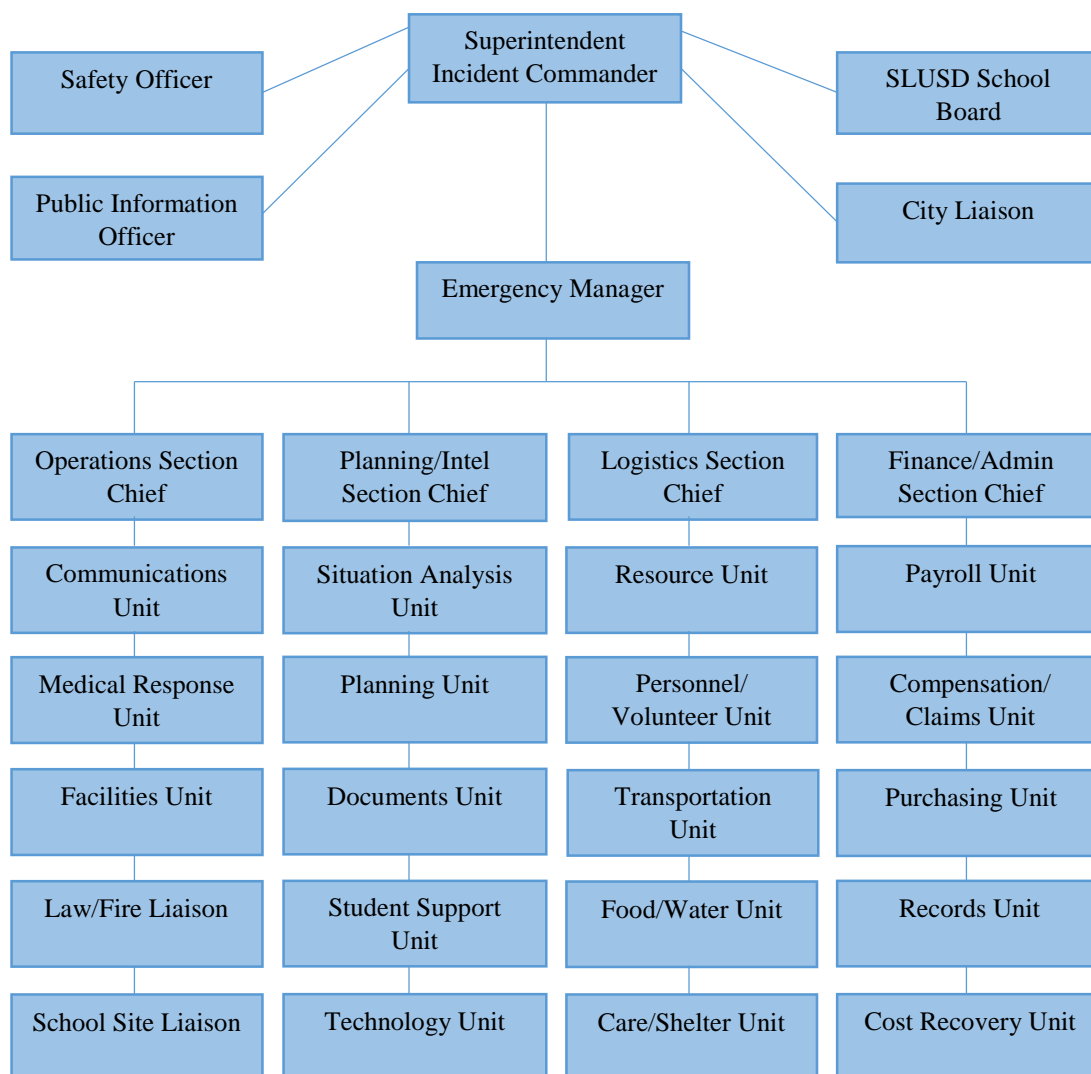 Superintendent
Incident Commander
Safety Officer
SLUSD School
Board
Public Information
Officer
City Liaison
Emergency Manager
Operations Section
Chief
Planning/Intel
Section Chief
Logistics Section
Chief
Finance/Admin
Section Chief
Communications
Unit
Situation Analysis
Unit
Resource Unit
Payroll Unit
Medical Response
Unit
Planning Unit
Personnel/
Volunteer Unit
Compensation/
Claims Unit
Facilities Unit
Documents Unit
Transportation
Unit
Purchasing Unit
Law/Fire Liaison
Student Support
Unit
Food/Water Unit
Records Unit
School Site Liaison
Technology Unit
Care/Shelter Unit
Cost Recovery Unit